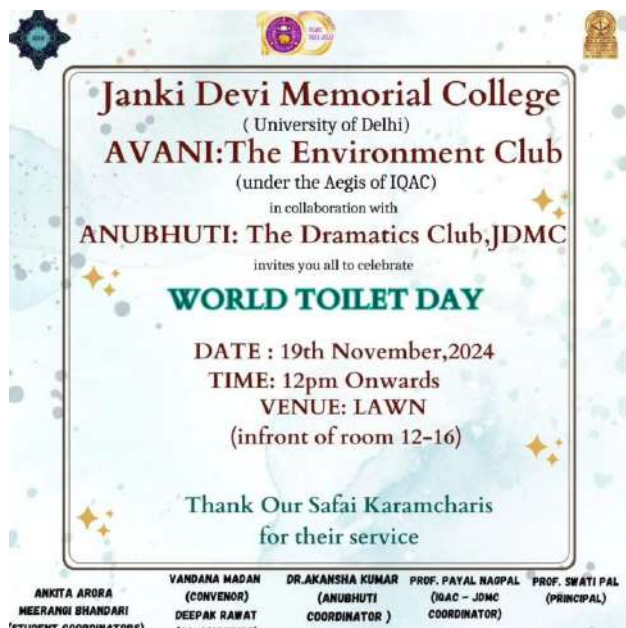 Janki Devi Memorial College
( University of Delhi)
AVANI:The Environment Club
(under the Aegis of IQAC)
in collaboration with
ANUBHUTI: The Dramatics Club,JDMC
invites you all to celebrate
WORLD TOILET DAY
DATE : 19th November,2024
TIME: 12pm Onwards
VENUE: LAWN
(infront of room 12-16)
Thank Our Safai Karamcharis
for their service
ANKITA ARORA
MEERANGI BHANDARI
(STUDENT COORDINATORS)
VANDANA MADAN
(CONVENOR)
DEEPAK RAWAT
DR.AKANSHA KUMAR
(ANUBHUTI
COORDINATOR )
PROF. PAYAL NAGPAL
(IQAC - JDMC
COORDINATOR)
PROF. SWATI PAL
(PRINCIPAL)